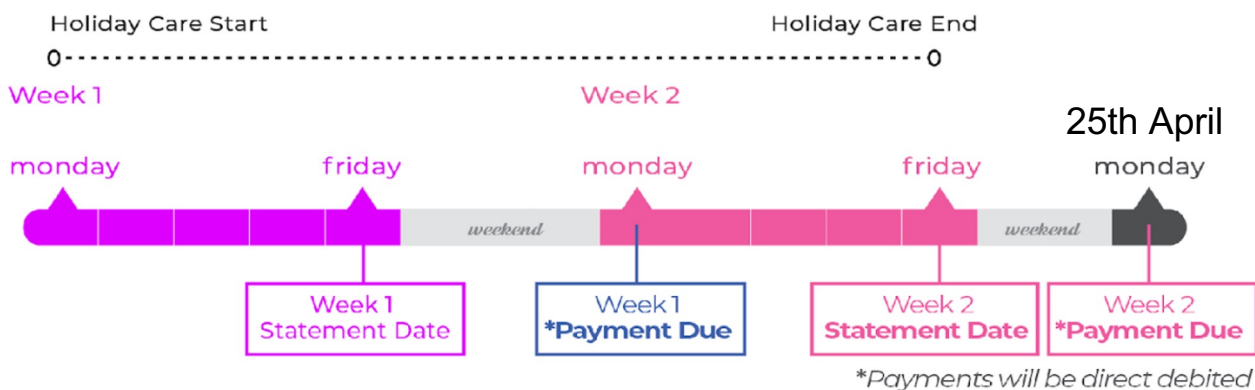 Holiday Care Start
Holiday Care End
Week 1
Week 2
25th April
monday
friday
monday
friday
monday
weekend
weekend
Week 1
Statement Date
Week 1
*Payment Due
Week 2
Statement Date
Week 2
*Payment Due
*Payments will be direct debited